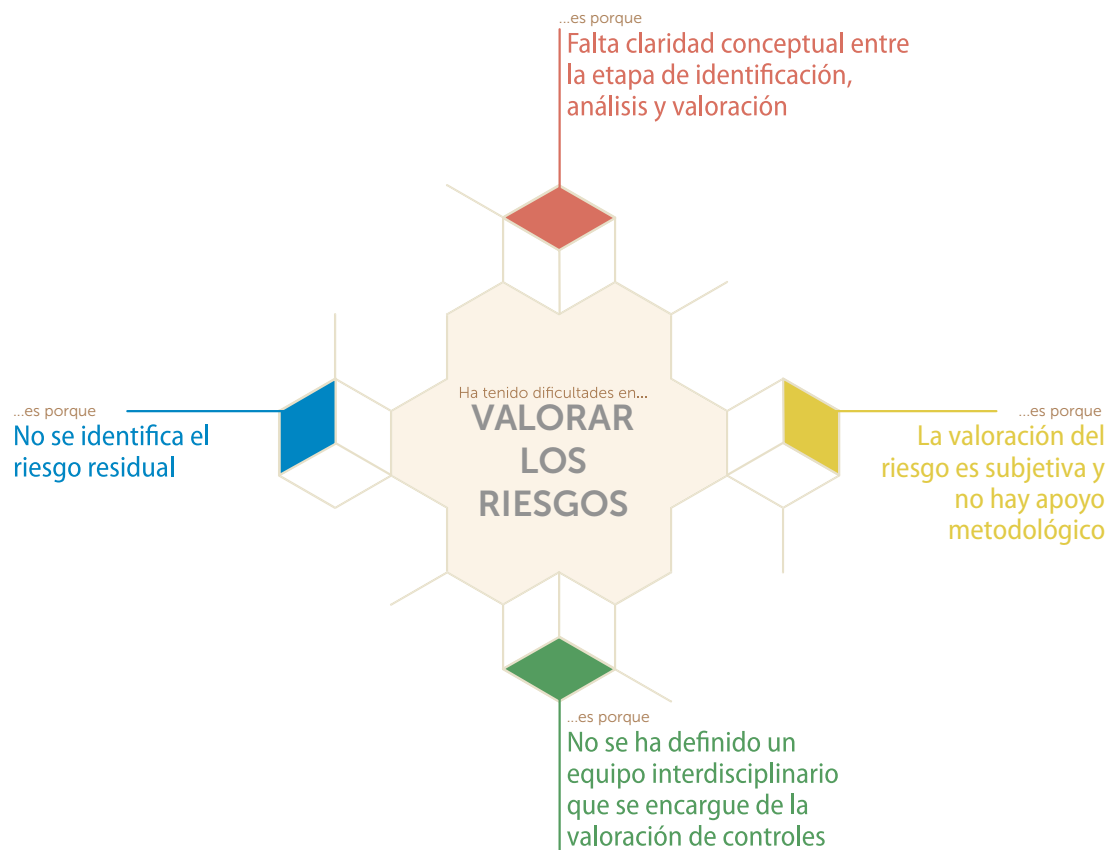 ...es porque
Falta claridad conceptual entre
la etapa de identificación,
análisis y valoración
Ha tenido dificultades en...
VALORAR
LOS
RIESGOS
...es porque
No se identifica el
riesgo residual
...es porque
La valoración del
riesgo es subjetiva y
no hay apoyo
metodológico
...es porque
No se ha definido un
equipo interdisciplinario
que se encargue de la
valoración de controles